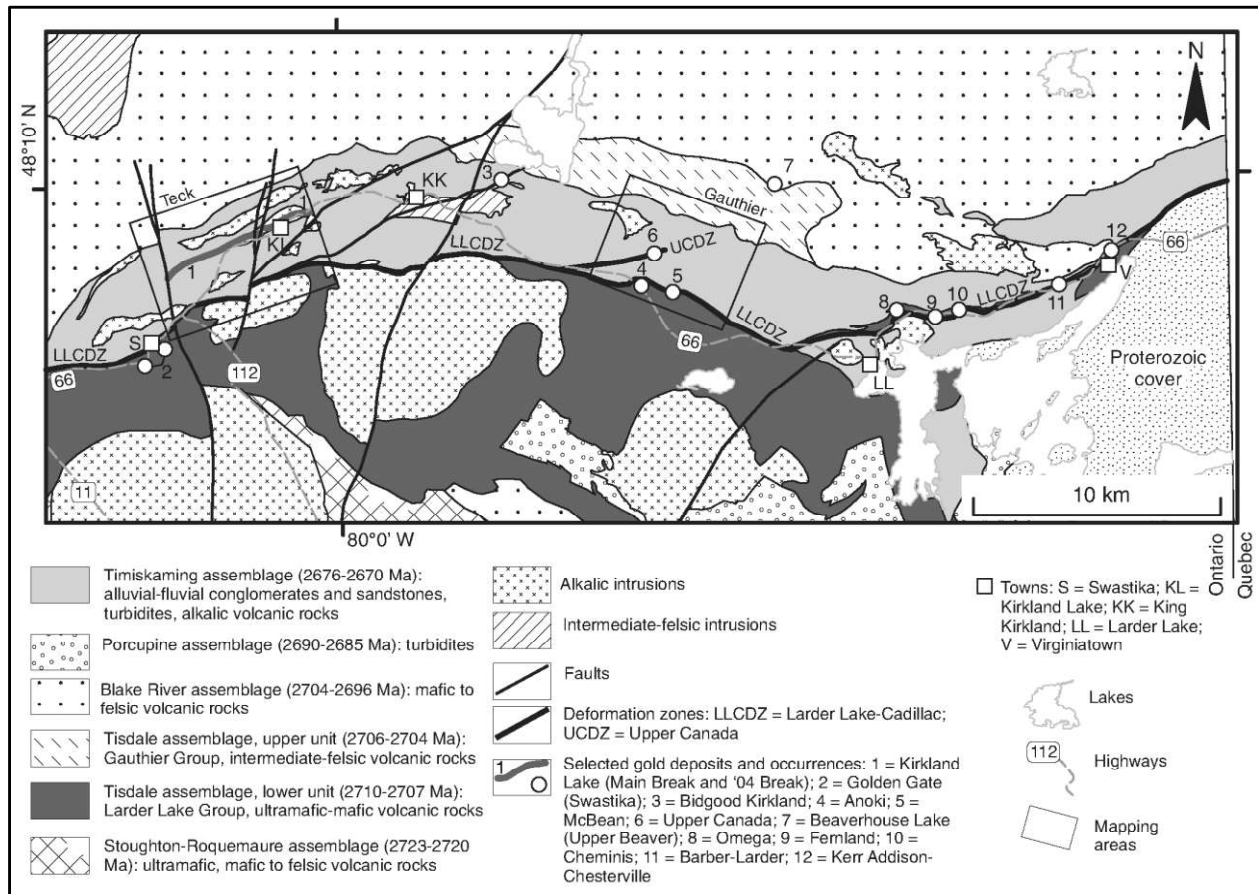 N
48°10' N
Teck
KK
3
7
Gauthier
1
KL
6
UCDZ
12
66
LLCDZ
V
1
4
5
11
LLCDZ
8
9
10
S
LLCDZ
66
LL
Proterozoic
cover
LLCDZ
66
2
112
11
10 km
80°0' W
Ontario
Quebec
Timiskaming assemblage (2676-2670 Ma):
alluvial-fluvial conglomerates and sandstones,
turbidites, alkalic volcanic rocks
Porcupine assemblage (2690-2685 Ma): turbidites
Blake River assemblage (2704-2696 Ma): mafic to
felsic volcanic rocks
Tisdale assemblage, upper unit (2706-2704 Ma):
Gauthier Group, intermediate-felsic volcanic rocks
Tisdale assemblage, lower unit (2710-2707 Ma):
Larder Lake Group, ultramafic-mafic volcanic rocks
Stoughton-Roquemaure assemblage (2723-2720
Ma): ultramafic, mafic to felsic volcanic rocks
Alkalic intrusions
Intermediate-felsic intrusions
Faults
Deformation zones: LLCDZ = Larder Lake-Cadillac;
UCDZ = Upper Canada
1
Selected gold deposits and occurrences: 1 = Kirkland
Lake (Main Break and '04 Break); 2 = Golden Gate
(Swastika); 3 = Bidgood Kirkland; 4 = Anoki; 5 =
McBean; 6 = Upper Canada; 7 = Beaverhouse Lake
(Upper Beaver); 8 = Omega; 9 = Fernland; 10 =
Cheminis; 11 = Barber-Larder; 12 = Kerr Addison-
Chesterville
Towns: S = Swastika; KL =
Kirkland Lake; KK = King
Kirkland; LL = Larder Lake;
V = Virginiatown
Lakes
112
Highways
Mapping
areas